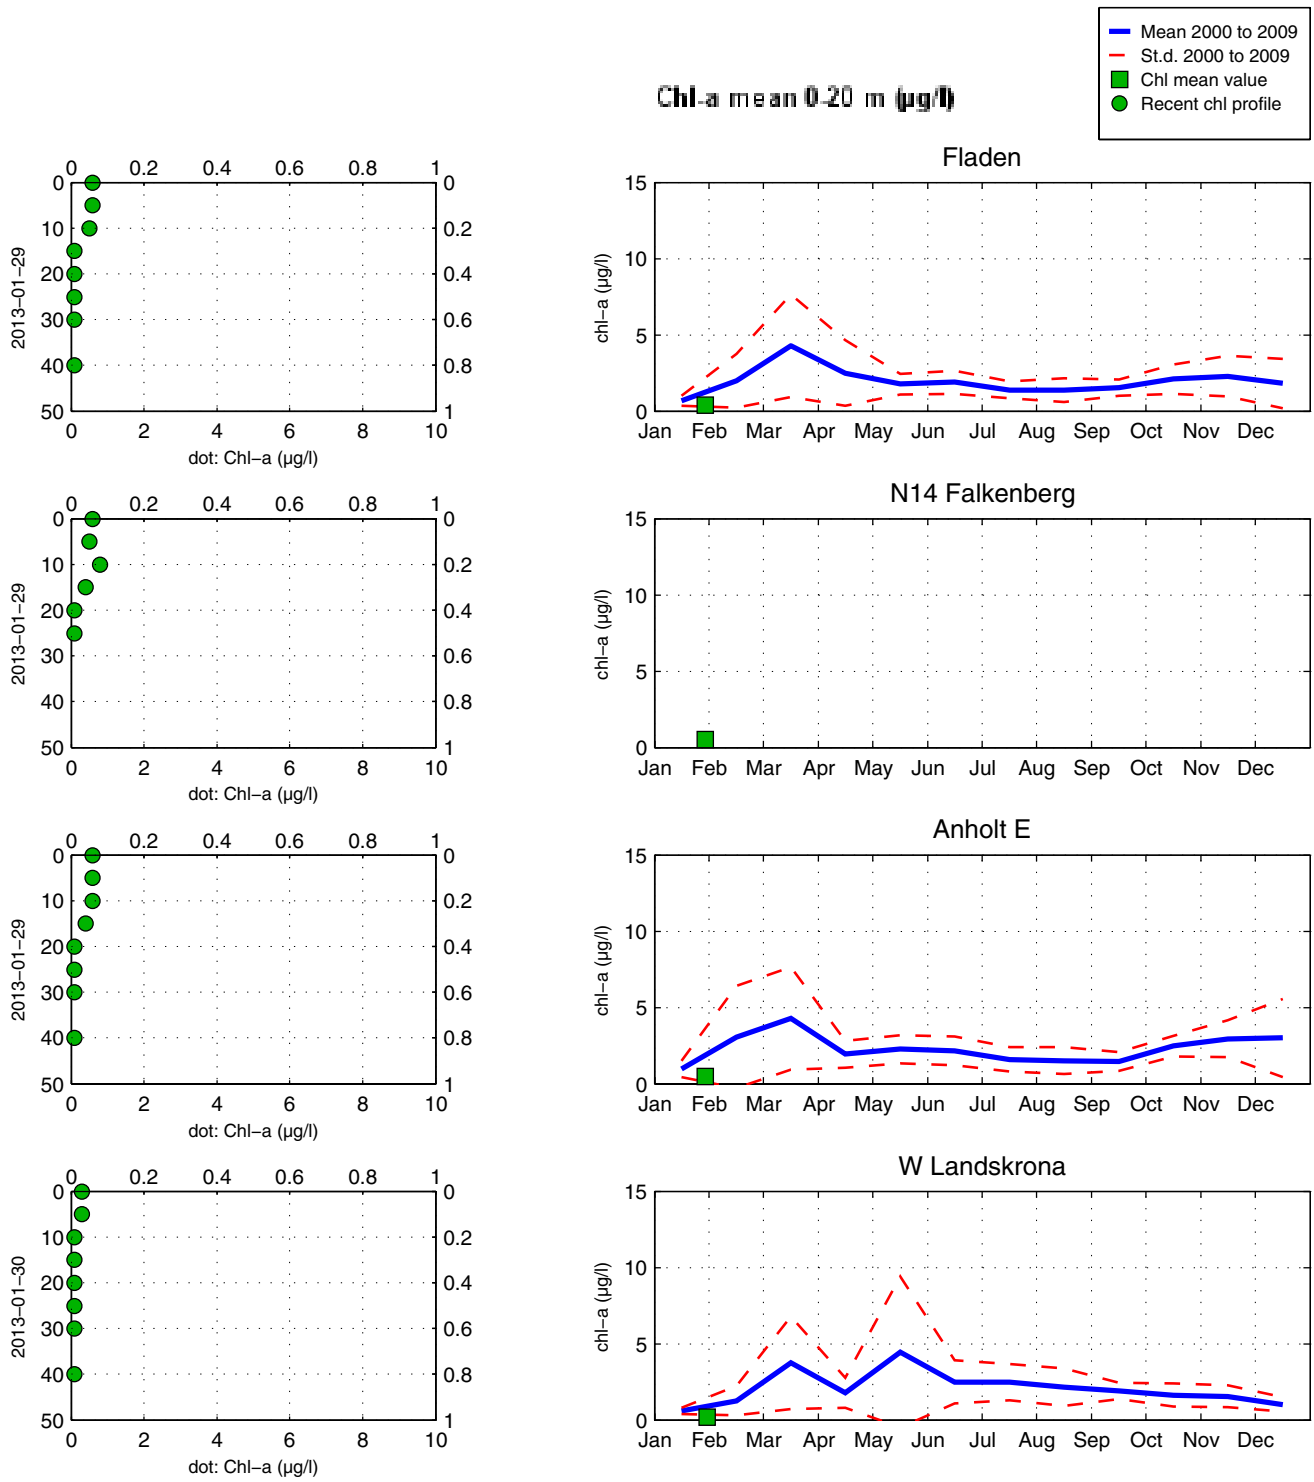 Mean 2000 to 2009
St.d. 2000 to 2009
Chl mean value
Recent chl profile
Chl-a mean 0-20 m (µg/l)
0 0.2 0.4 0.6 0.8 1
0 10 20 30 40 50
0 0.2 0.4 0.6 0.8 1
2013-01-29
0 2 4 6 8 10
dot: Chl-a (µg/l)
Fladen
15
10
5
0
chl-a (µg/l)
Jan Feb Mar Apr May Jun Jul Aug Sep Oct Nov Dec
0 0.2 0.4 0.6 0.8 1
0 10 20 30 40 50
0 0.2 0.4 0.6 0.8 1
2013-01-29
0 2 4 6 8 10
dot: Chl-a (µg/l)
N14 Falkenberg
15
10
5
0
chl-a (µg/l)
Jan Feb Mar Apr May Jun Jul Aug Sep Oct Nov Dec
0 0.2 0.4 0.6 0.8 1
0 10 20 30 40 50
0 0.2 0.4 0.6 0.8 1
2013-01-29
0 2 4 6 8 10
dot: Chl-a (µg/l)
Anholt E
15
10
5
0
chl-a (µg/l)
Jan Feb Mar Apr May Jun Jul Aug Sep Oct Nov Dec
0 0.2 0.4 0.6 0.8 1
0 10 20 30 40 50
0 0.2 0.4 0.6 0.8 1
2013-01-30
0 2 4 6 8 10
dot: Chl-a (µg/l)
W Landskrona
15
10
5
0
chl-a (µg/l)
Jan Feb Mar Apr May Jun Jul Aug Sep Oct Nov Dec